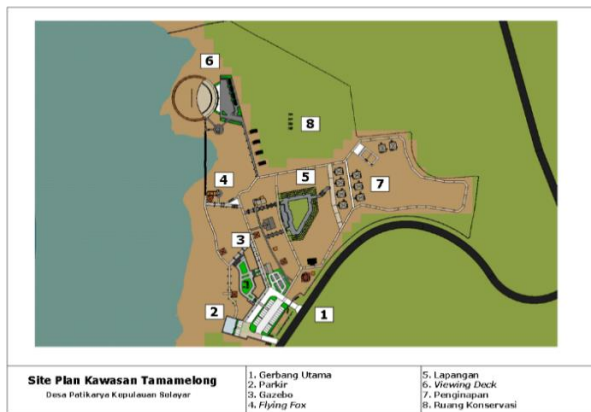 6
8
4
5
7
3
2
1
Site Plan Kawasan Tamamelong
Desa Patikarya Kepulauan Selayar
1. Gerbang Utama
2. Parkir
3. Gazebo
4. Flying Fox
5. Lapangan
6. Viewing Deck
7. Penginapan
8. Ruang Konservasi